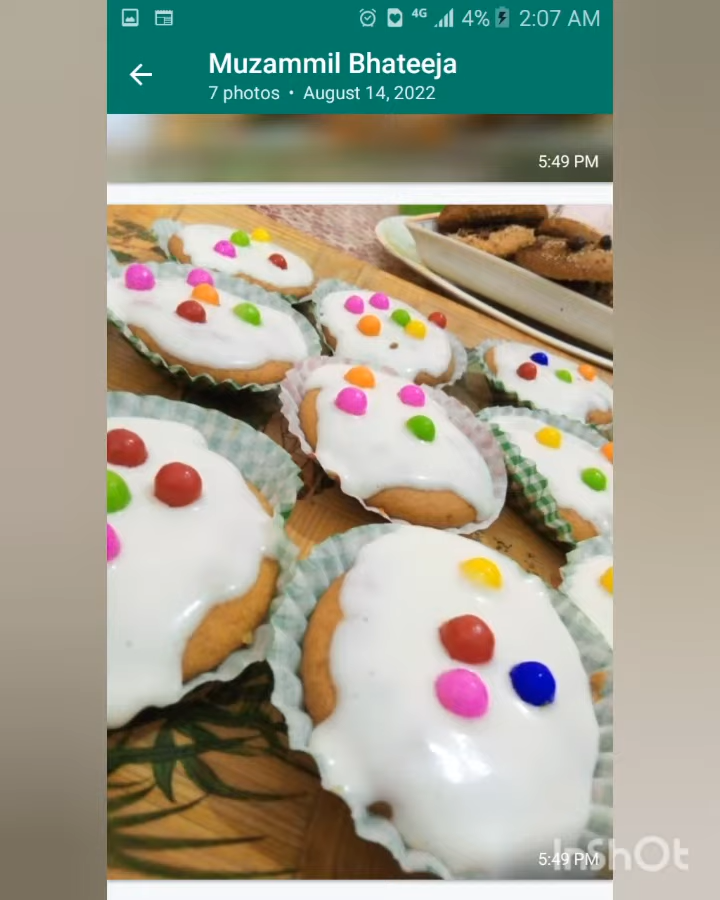 4G 4% 2:07 AM
Muzammil Bhateeja
7 photos • August 14, 2022
5:49 PM
5:49 PM
InShOt